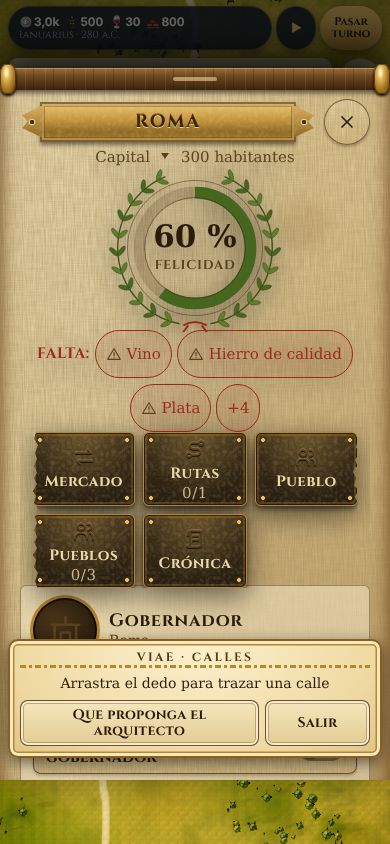 3,0k 500 30 800
IANUARIUS · 280 a.C.
PASAR
TURNO
ROMA
Capital 300 habitantes
60 %
FELICIDAD
FALTA: Vino Hierro de calidad
Plata +4
MERCADO
RUTAS
0/1
PUEBLO
PUEBLOS
0/3
CRÓNICA
GOBERNADOR
Roma
VIAE · CALLES
Arrastra el dedo para trazar una calle
QUE PROPONGA EL
ARQUITECTO
SALIR
GOBERNADOR